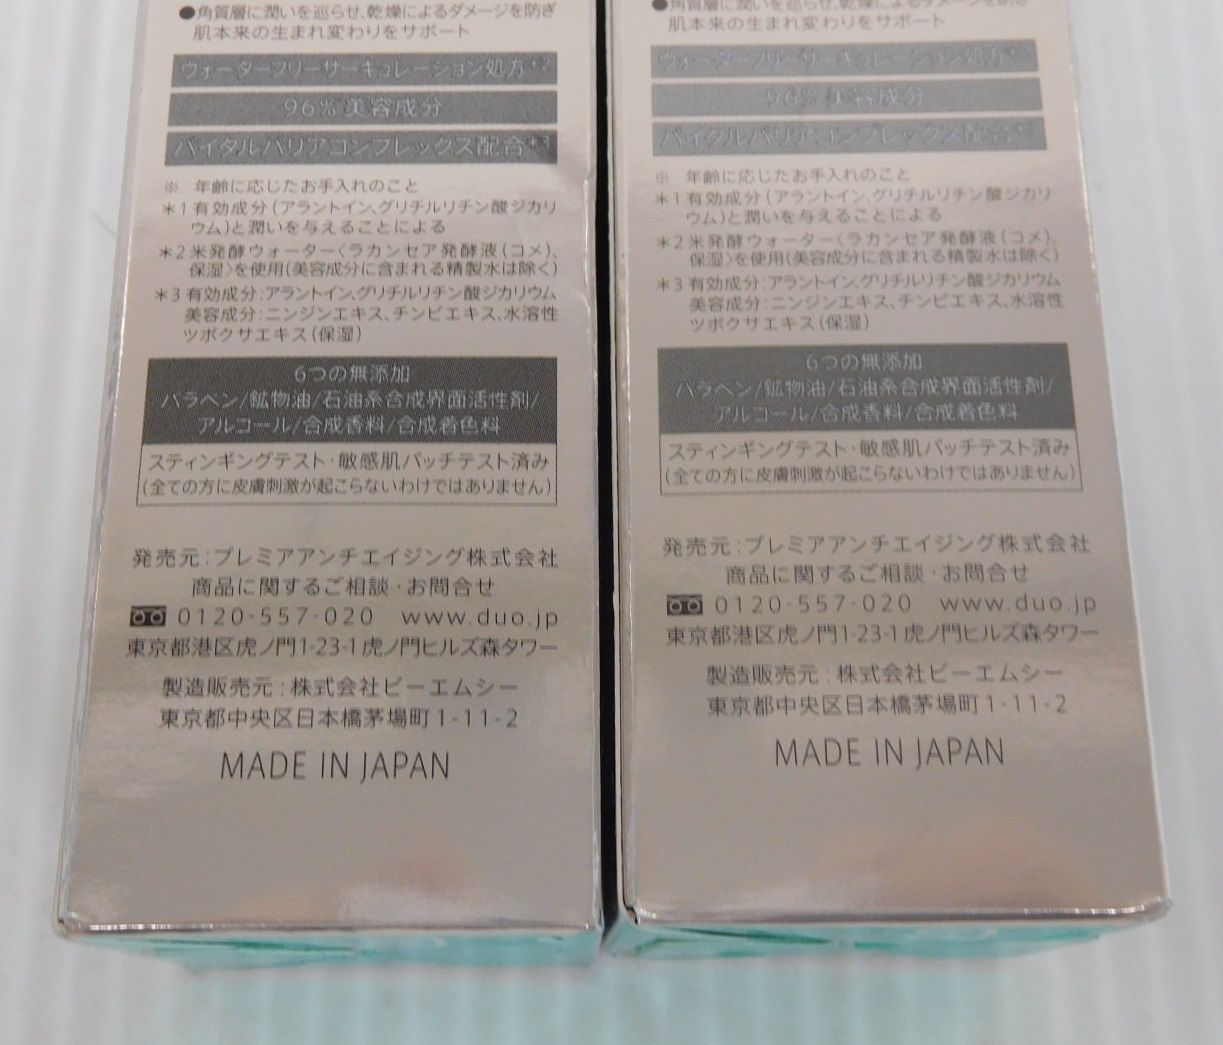 ●角質層に潤いを巡らせ、乾燥によるダメージを防ぎ
肌本来の生まれ変わりをサポート
ウォーターフリーサーキュレーション処方*2
96%美容成分
バイタルバリアコンプレックス配合*3
※ 年齢に応じたお手入れのこと
*1 有効成分(アラントイン、グリチルリチン酸ジカリ
ウム)と潤いを与えることによる
*2 米発酵ウォーター〈ラカンセア発酵液(コメ)、
保湿〉を使用(美容成分に含まれる精製水は除く)
*3 有効成分:アラントイン、グリチルリチン酸ジカリウム
美容成分:ニンジンエキス、チンピエキス、水溶性
ツボクサエキス(保湿)
6つの無添加
パラベン/鉱物油/石油系合成界面活性剤/
アルコール/合成香料/合成着色料
スティンギングテスト・敏感肌パッチテスト済み
(全ての方に皮膚刺激が起こらないわけではありません)
発売元:プレミアアンチエイジング株式会社
商品に関するご相談・お問合せ
0120-557-020 www.duo.jp
東京都港区虎ノ門1-23-1虎ノ門ヒルズ森タワー
製造販売元:株式会社ピーエムシー
東京都中央区日本橋茅場町1-11-2
MADE IN JAPAN
●角質層に潤いを巡らせ、乾燥によるダメージを防ぎ
肌本来の生まれ変わりをサポート
ウォーターフリーサーキュレーション処方*2
96%美容成分
バイタルバリアコンプレックス配合*3
※ 年齢に応じたお手入れのこと
*1 有効成分(アラントイン、グリチルリチン酸ジカリ
ウム)と潤いを与えることによる
*2 米発酵ウォーター〈ラカンセア発酵液(コメ)、
保湿〉を使用(美容成分に含まれる精製水は除く)
*3 有効成分:アラントイン、グリチルリチン酸ジカリウム
美容成分:ニンジンエキス、チンピエキス、水溶性
ツボクサエキス(保湿)
6つの無添加
パラベン/鉱物油/石油系合成界面活性剤/
アルコール/合成香料/合成着色料
スティンギングテスト・敏感肌パッチテスト済み
(全ての方に皮膚刺激が起こらないわけではありません)
発売元:プレミアアンチエイジング株式会社
商品に関するご相談・お問合せ
0120-557-020 www.duo.jp
東京都港区虎ノ門1-23-1虎ノ門ヒルズ森タワー
製造販売元:株式会社ピーエムシー
東京都中央区日本橋茅場町1-11-2
MADE IN JAPAN